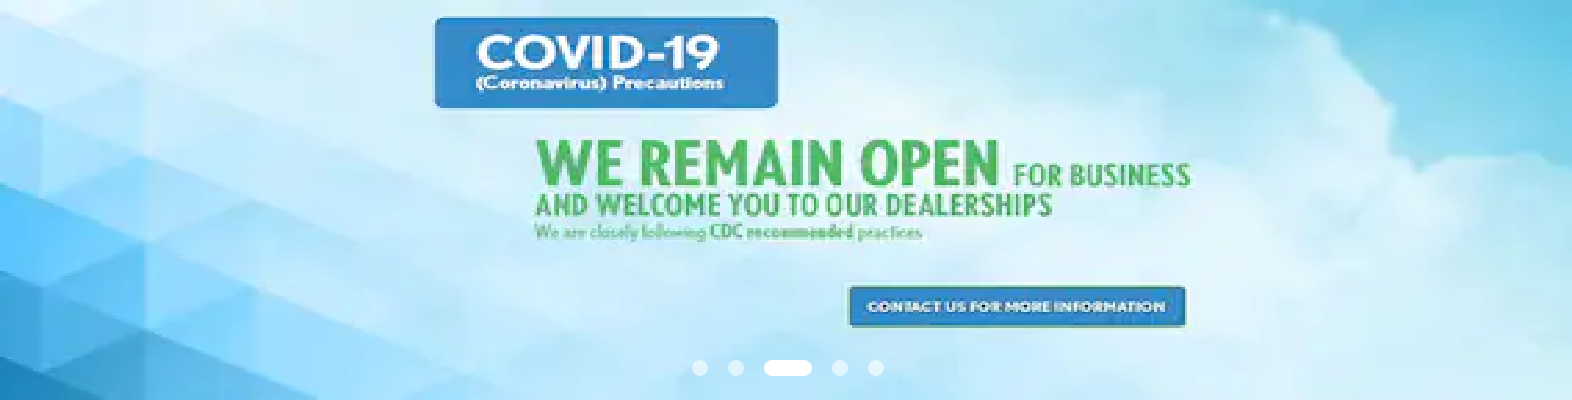 COVID-19
(Coronavirus) Precautions
WE REMAIN OPEN FOR BUSINESS
AND WELCOME YOU TO OUR DEALERSHIPS
We are closely following CDC recommended practices
CONTACT US FOR MORE INFORMATION